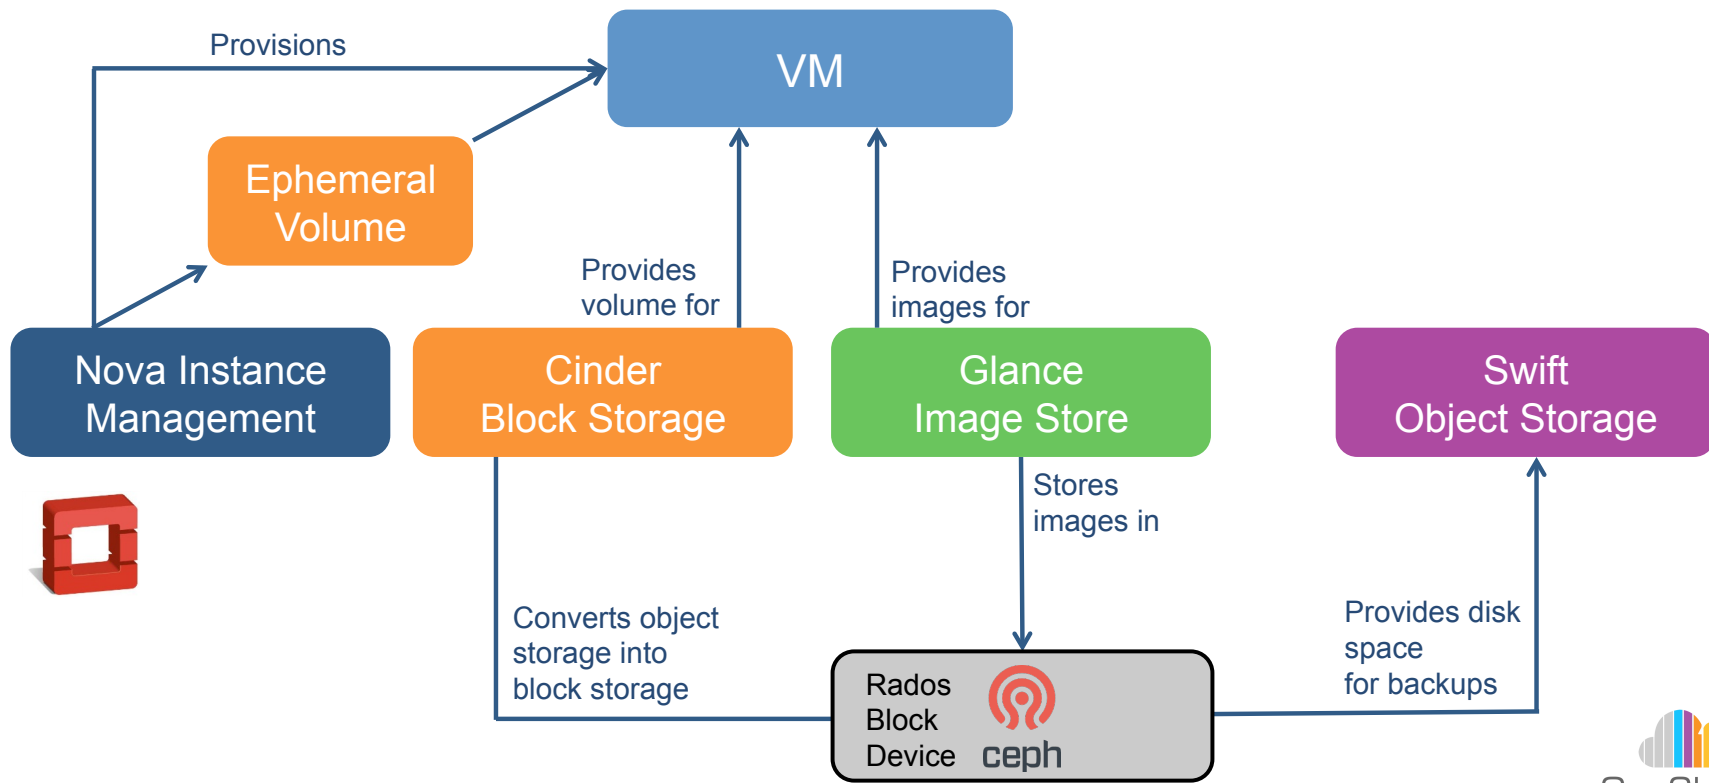 Provisions
VM
Ephemeral
Volume
Provides
volume for
Provides
images for
Nova Instance
Management
Cinder
Block Storage
Glance
Image Store
Swift
Object Storage
Stores
images in
Converts object
storage into
block storage
Provides disk
space
for backups
Rados
Block
Device
ceph